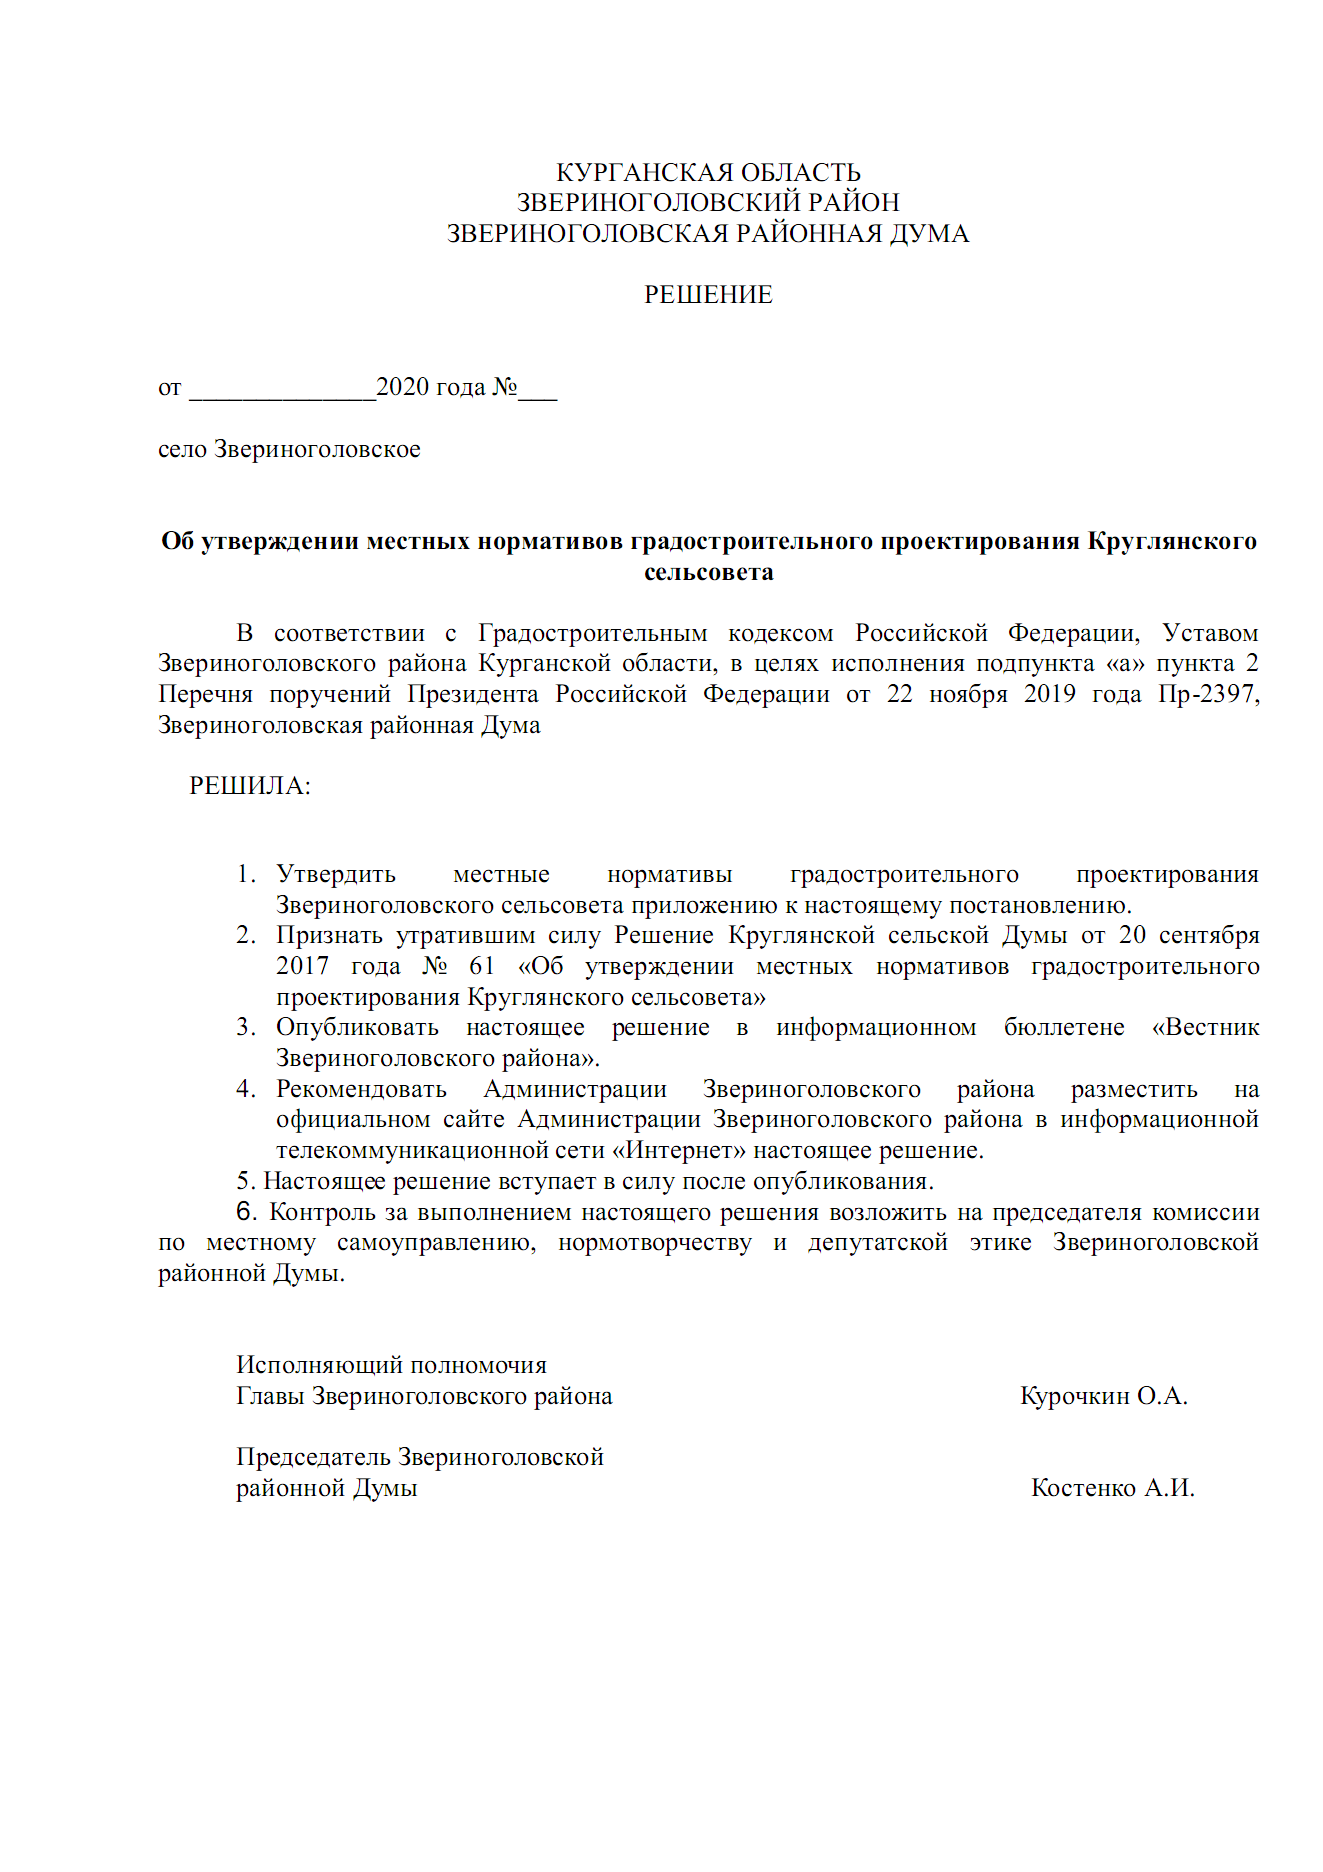 КУРГАНСКАЯ ОБЛАСТЬ
ЗВЕРИНОГОЛОВСКИЙ РАЙОН
ЗВЕРИНОГОЛОВСКАЯ РАЙОННАЯ ДУМА
РЕШЕНИЕ
от ______________2020 года №___
село Звериноголовское
Об утверждении местных нормативов градостроительного проектирования Круглянского
сельсовета
В соответствии с Градостроительным кодексом Российской Федерации, Уставом
Звериноголовского района Курганской области, в целях исполнения подпункта «а» пункта 2
Перечня поручений Президента Российской Федерации от 22 ноября 2019 года Пр-2397,
Звериноголовская районная Дума
РЕШИЛА:
1. Утвердить местные нормативы градостроительного проектирования
Звериноголовского сельсовета приложению к настоящему постановлению.
2. Признать утратившим силу Решение Круглянской сельской Думы от 20 сентября
2017 года № 61 «Об утверждении местных нормативов градостроительного
проектирования Круглянского сельсовета»
3. Опубликовать настоящее решение в информационном бюллетене «Вестник
Звериноголовского района».
4. Рекомендовать Администрации Звериноголовского района разместить на
официальном сайте Администрации Звериноголовского района в информационной
телекоммуникационной сети «Интернет» настоящее решение.
5. Настоящее решение вступает в силу после опубликования.
6. Контроль за выполнением настоящего решения возложить на председателя комиссии
по местному самоуправлению, нормотворчеству и депутатской этике Звериноголовской
районной Думы.
Исполняющий полномочия
Главы Звериноголовского района Курочкин О.А.
Председатель Звериноголовской
районной Думы Костенко А.И.